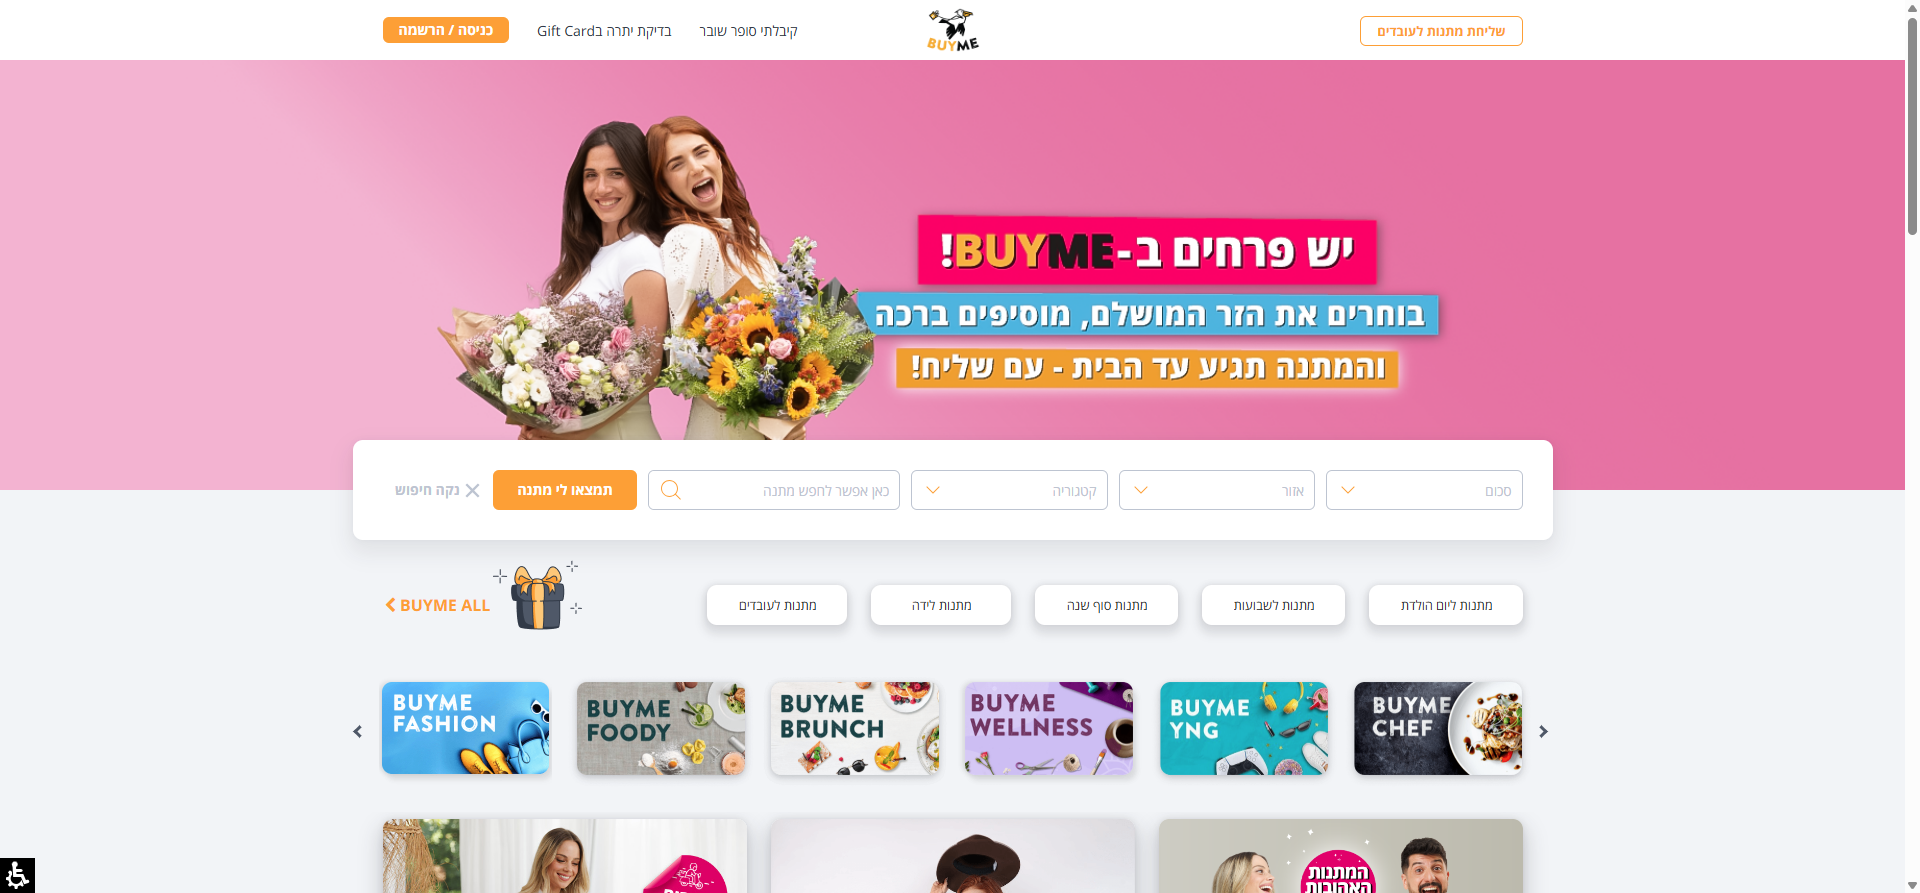 שליחת מתנות לעובדים
BUYME
קיבלתי סופר שובר
בדיקת יתרה בGift Card
כניסה / הרשמה
יש פרחים ב-BUYME!
בוחרים את הזר המושלם, מוסיפים ברכה
והמתנה תגיע עד הבית - עם שליח!
סכום
אזור
קטגוריה
כאן אפשר לחפש מתנה
תמצאו לי מתנה
נקה חיפוש
מתנות ליום הולדת
מתנות לשבועות
מתנות סוף שנה
מתנות לידה
מתנות לעובדים
BUYME ALL
BUYME
CHEF
BUYME
YNG
BUYME
WELLNESS
BUYME
BRUNCH
BUYME
FOODY
BUYME
FASHION
המתנות
האהובות